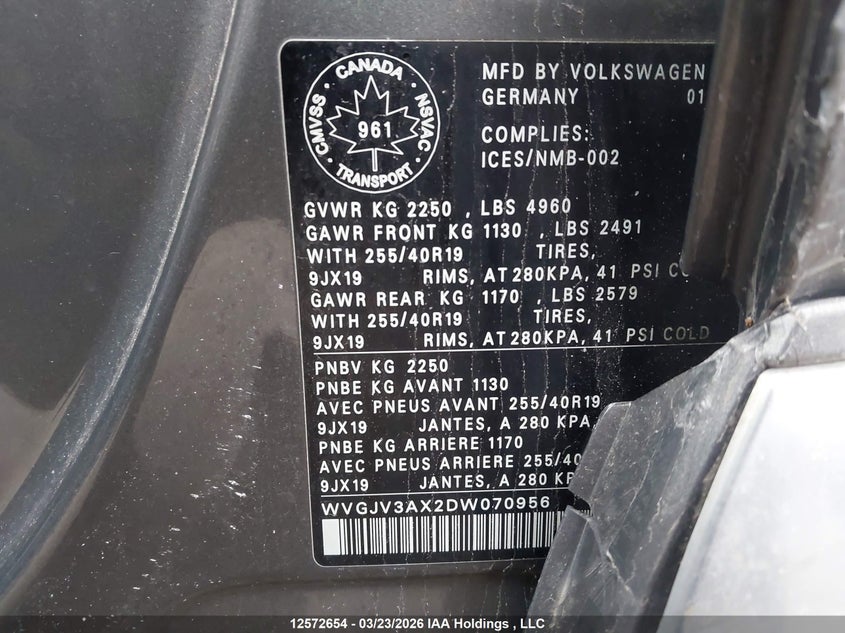 CANADA
CMVSS
NSVAC
961
TRANSPORT
MFD BY VOLKSWAGEN
GERMANY 01
COMPLIES:
ICES/NMB-002
GVWR KG 2250 , LBS 4960
GAWR FRONT KG 1130 , LBS 2491
WITH 255/40R19 TIRES,
9JX19 RIMS, AT 280KPA, 41 PSI
GAWR REAR KG 1170 , LBS 2579
WITH 255/40R19 TIRES,
9JX19 RIMS, AT 280KPA, 41 PSI COLD
PNBV KG 2250
PNBE KG AVANT 1130
AVEC PNEUS AVANT 255/40R19
9JX19 JANTES, A 280 KPA,
PNBE KG ARRIERE 1170
AVEC PNEUS ARRIERE 255/40
9JX19 JANTES, A 280
WVGJV3AX2DW070956
12572654 - 03/23/2026 IAA Holdings , LLC